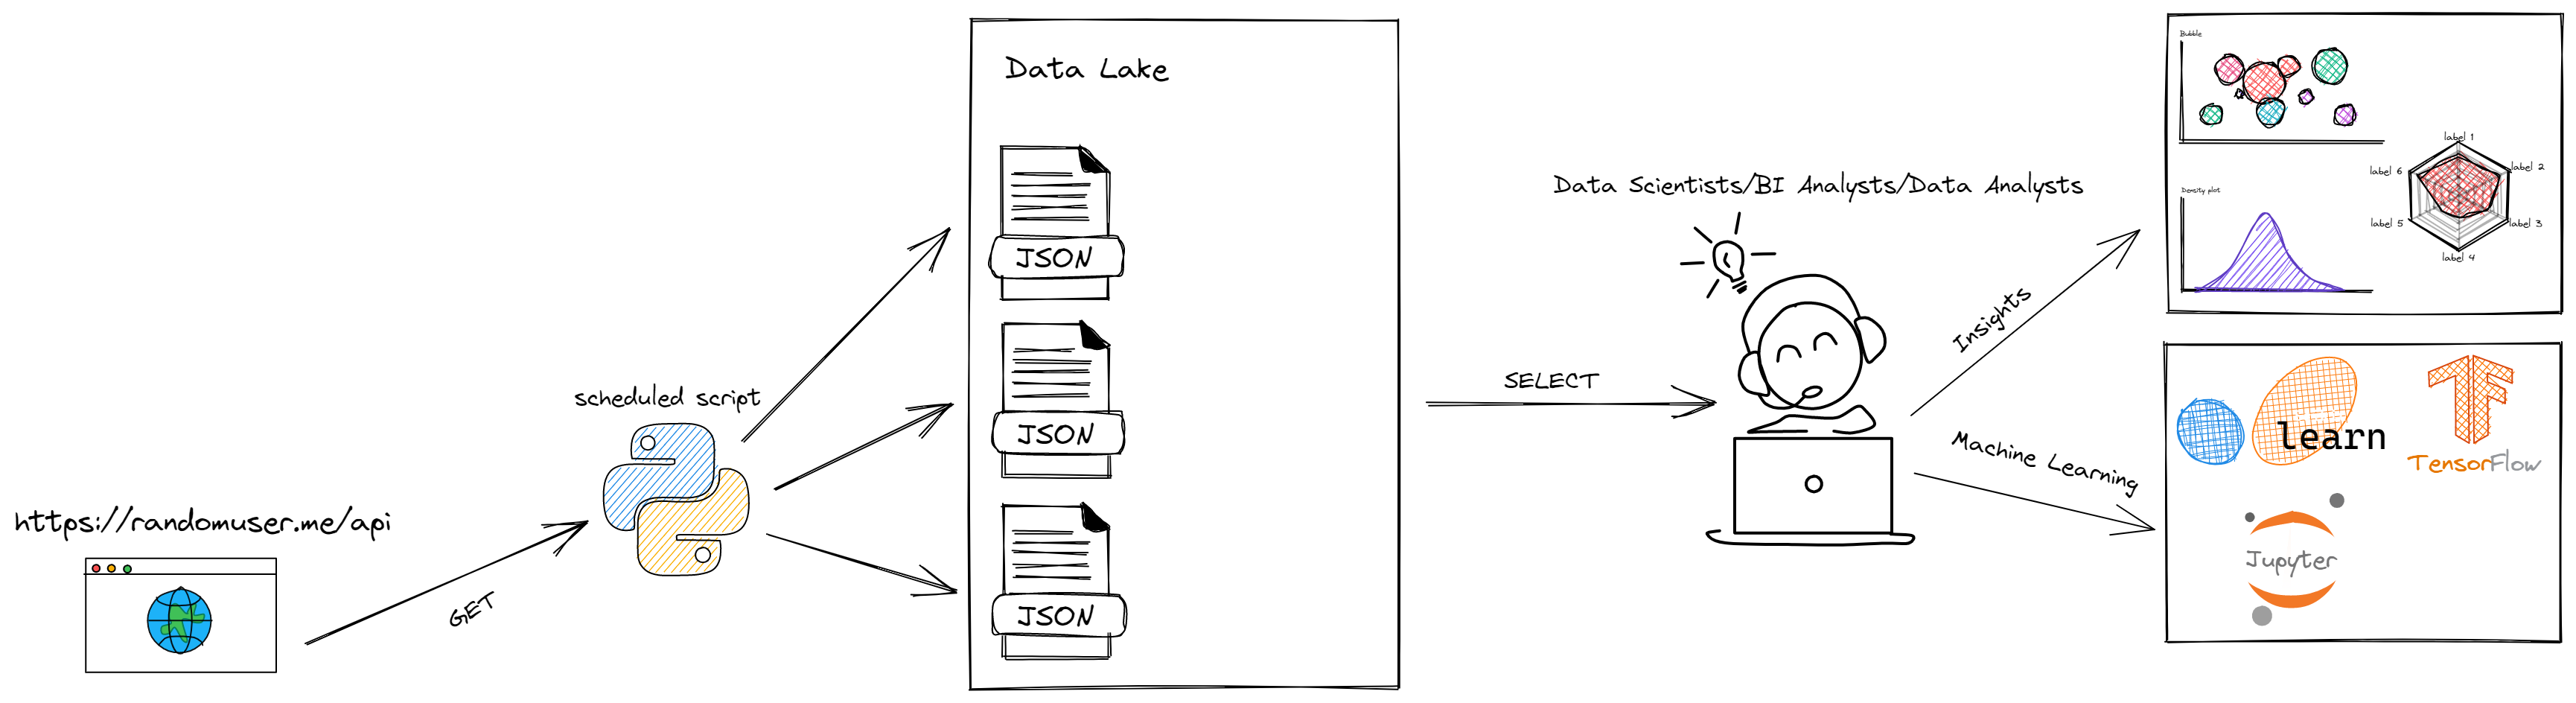 https://randomuser.me/api
GET
scheduled script
Data Lake
JSON
JSON
JSON
SELECT
Data Scientists/BI Analysts/Data Analysts
Insights
Machine Learning
Bubble
label 1
label 2
label 3
label 4
label 5
label 6
Density plot
learn
TensorFlow
Jupyter